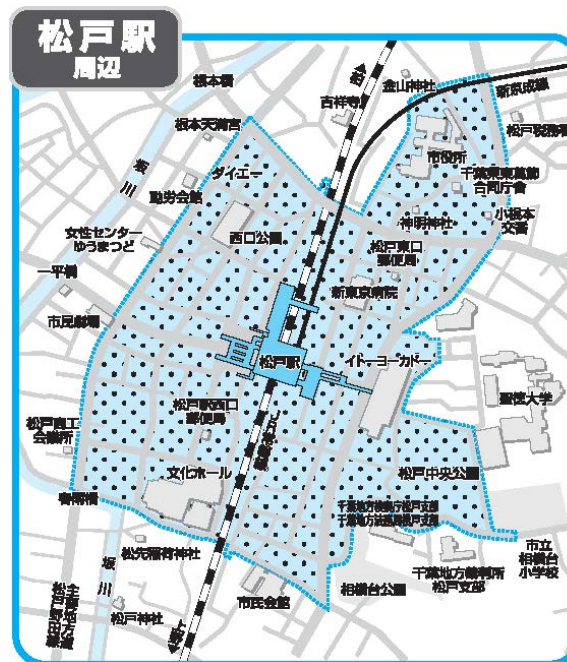 松戸駅
周辺
根本橋
金山神社
新京成線
吉祥寺
根本天満宮
市役所
松戸税務署
坂川
ダイエー
千葉県東葛飾
合同庁舎
勤労会館
神明神社
小根本
交番
女性センター
ゆうまつど
西口公園
松戸東口
郵便局
一平橋
新東京病院
市民劇場
松戸駅
イトーヨーカドー
聖徳大学
松戸商工
会議所
松戸駅西口
郵便局
文化ホール
松戸中央公園
春雨橋
千葉地方検察庁松戸支部
千葉地方法務局松戸支部
松先稲荷神社
坂川
千葉地方裁判所
松戸支部
市立
相模台
小学校
相模台公園
市民会館
松戸神社
主要地方道